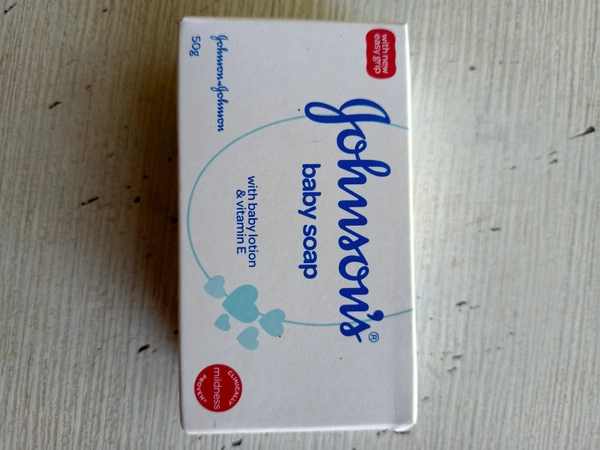 with new
easy grip
Johnson's®
baby soap
with baby lotion
& vitamin E
Johnson & Johnson
50g
CLINICALLY
mildness
PROVEN®